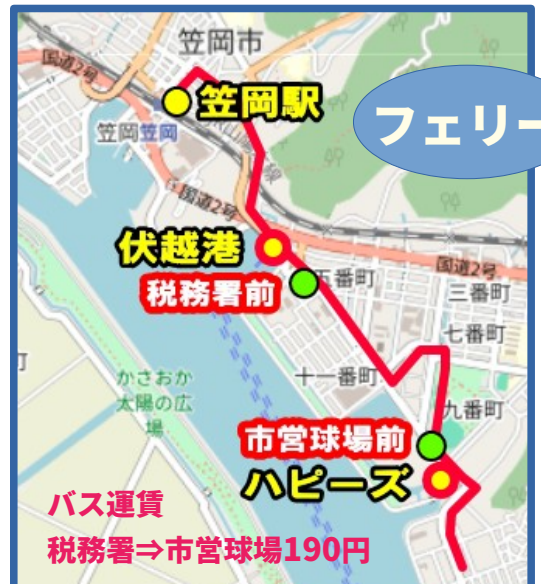 笠岡市
国道2号
笠岡駅
フェリー
笠岡笠岡
国道2号
伏越港
国道2号
税務署前
五番町
三番町
七番町
町
かさおか
太陽の広
場
十一番町
九番町
市営球場前
ハピーズ
バス運賃
税務署⇒市営球場190円